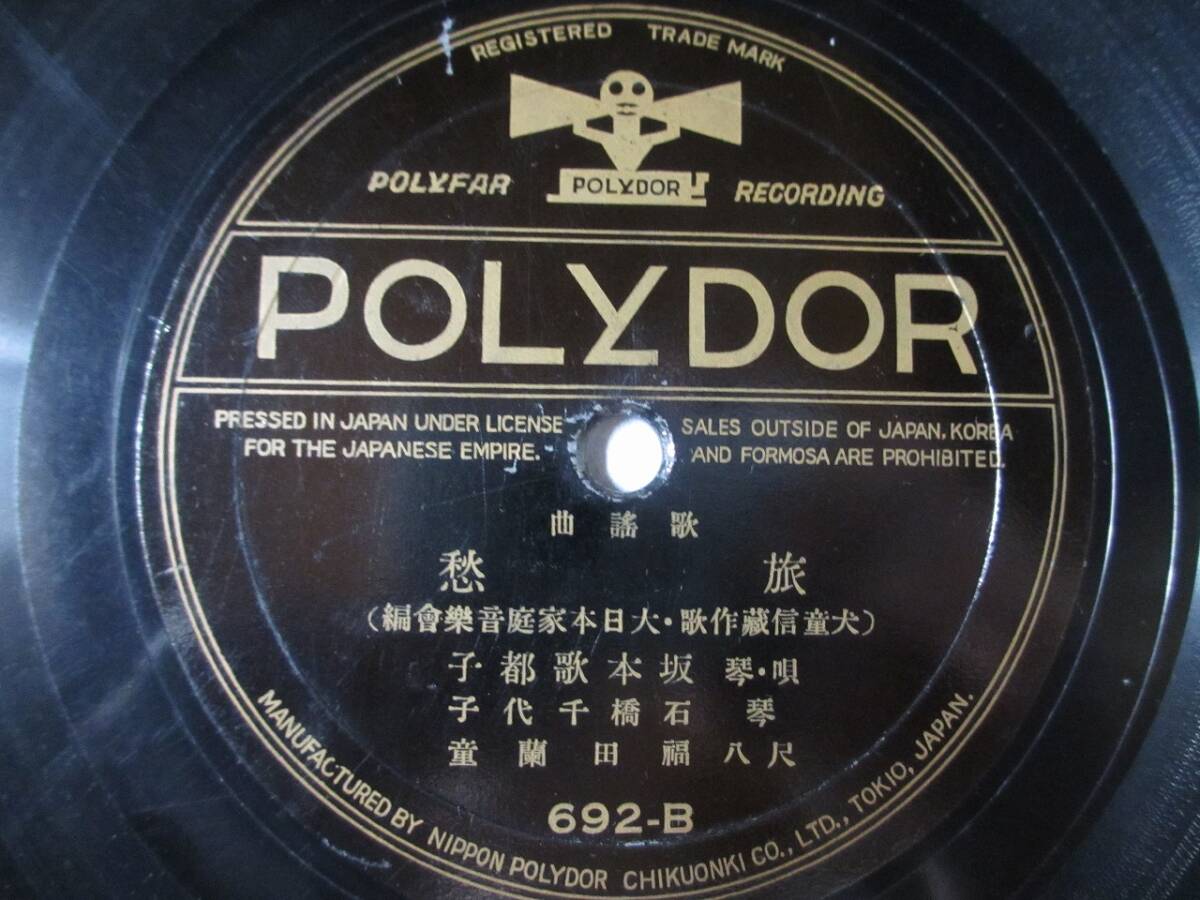 REGISTERED TRADE MARK
POLYFAR POLYDOR RECORDING
POLYDOR
PRESSED IN JAPAN UNDER LICENSE
FOR THE JAPANESE EMPIRE.
SALES OUTSIDE OF JAPAN, KOREA
AND FORMOSA ARE PROHIBITED.
歌謠曲
旅愁
(犬童信藏作歌・大日本家庭音樂會編)
唄・琴 坂本歌都子
琴 石橋千代子
尺八 福田蘭童
692-B
MANUFACTURED BY NIPPON POLYDOR CHIKUONKI CO., LTD., TOKIO, JAPAN.